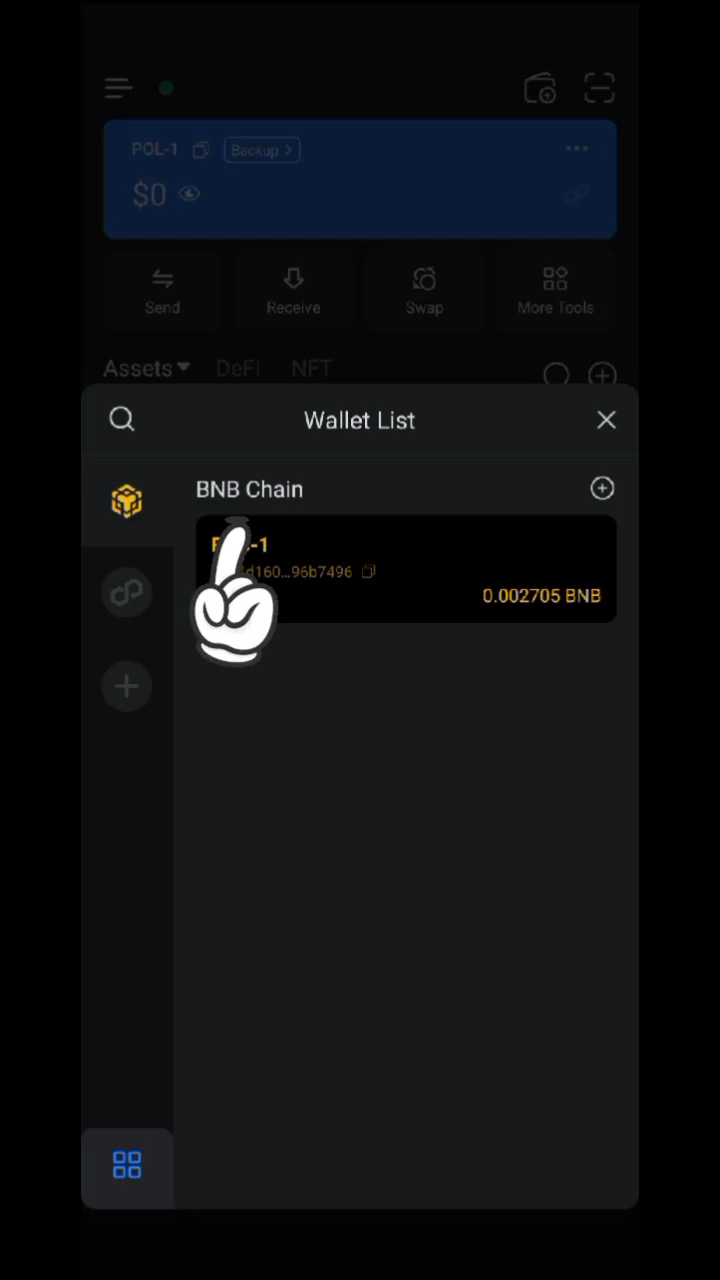 POL-1 Backup >
$0
Send Receive Swap More Tools
Assets DeFi NFT
Wallet List
BNB Chain
-1
d160...96b7496
0.002705 BNB